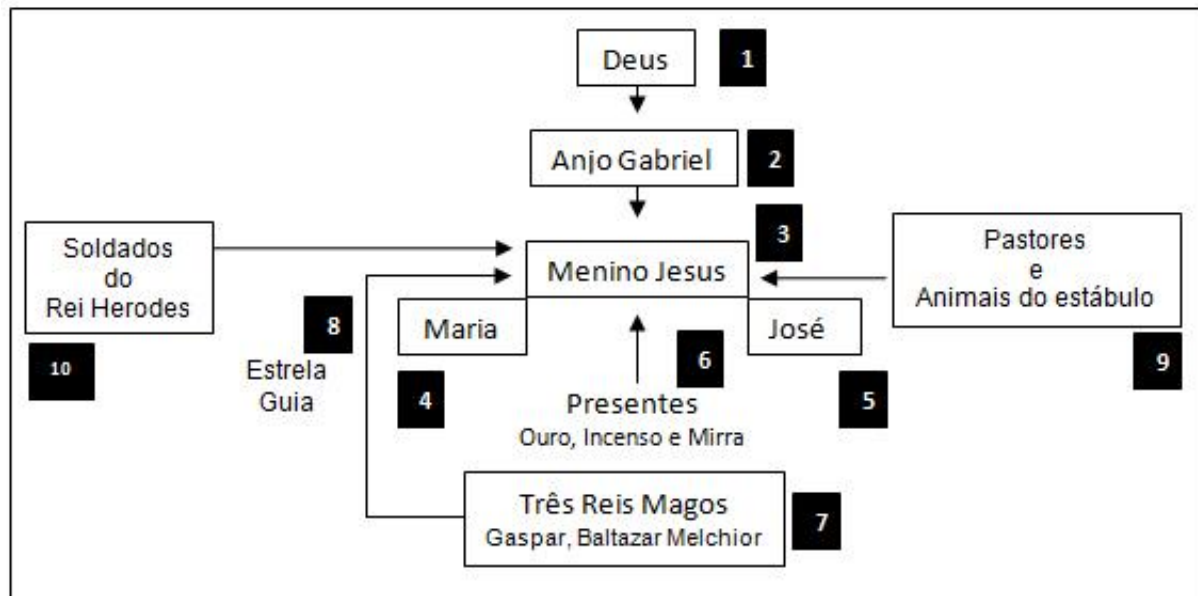 Deus
1
Anjo Gabriel
2
3
Soldados
do
Rei Herodes
10
Menino Jesus
Pastores
e
Animais do estábulo
9
Maria
4
José
5
8
Estrela
Guia
6
Presentes
Ouro, Incenso e Mirra
Três Reis Magos
Gaspar, Baltazar Melchior
7